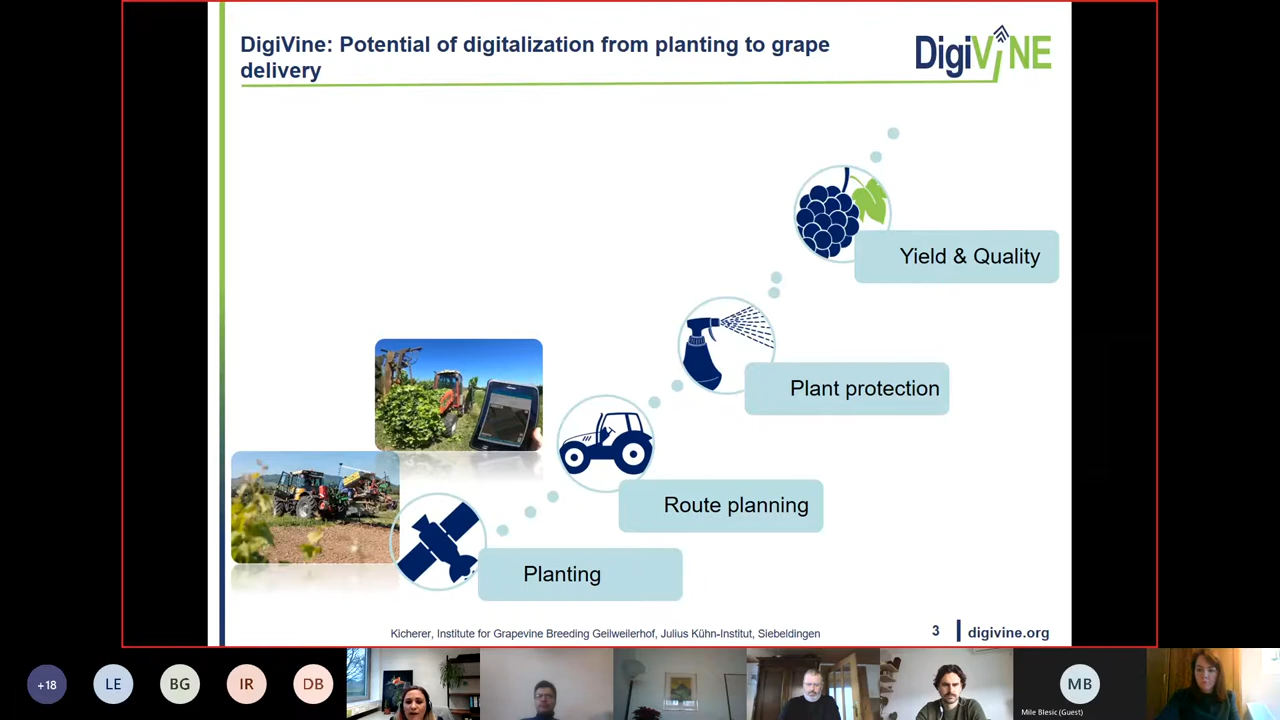 DigiVine: Potential of digitalization from planting to grape
delivery
DigiViNE
Yield & Quality
Plant protection
Route planning
Planting
Kicherer, Institute for Grapevine Breeding Geilweilerhof, Julius Kühn-Institut, Siebeldingen
3
digivine.org
+18
LE
BG
IR
DB
MB
Mile Blesic (Guest)